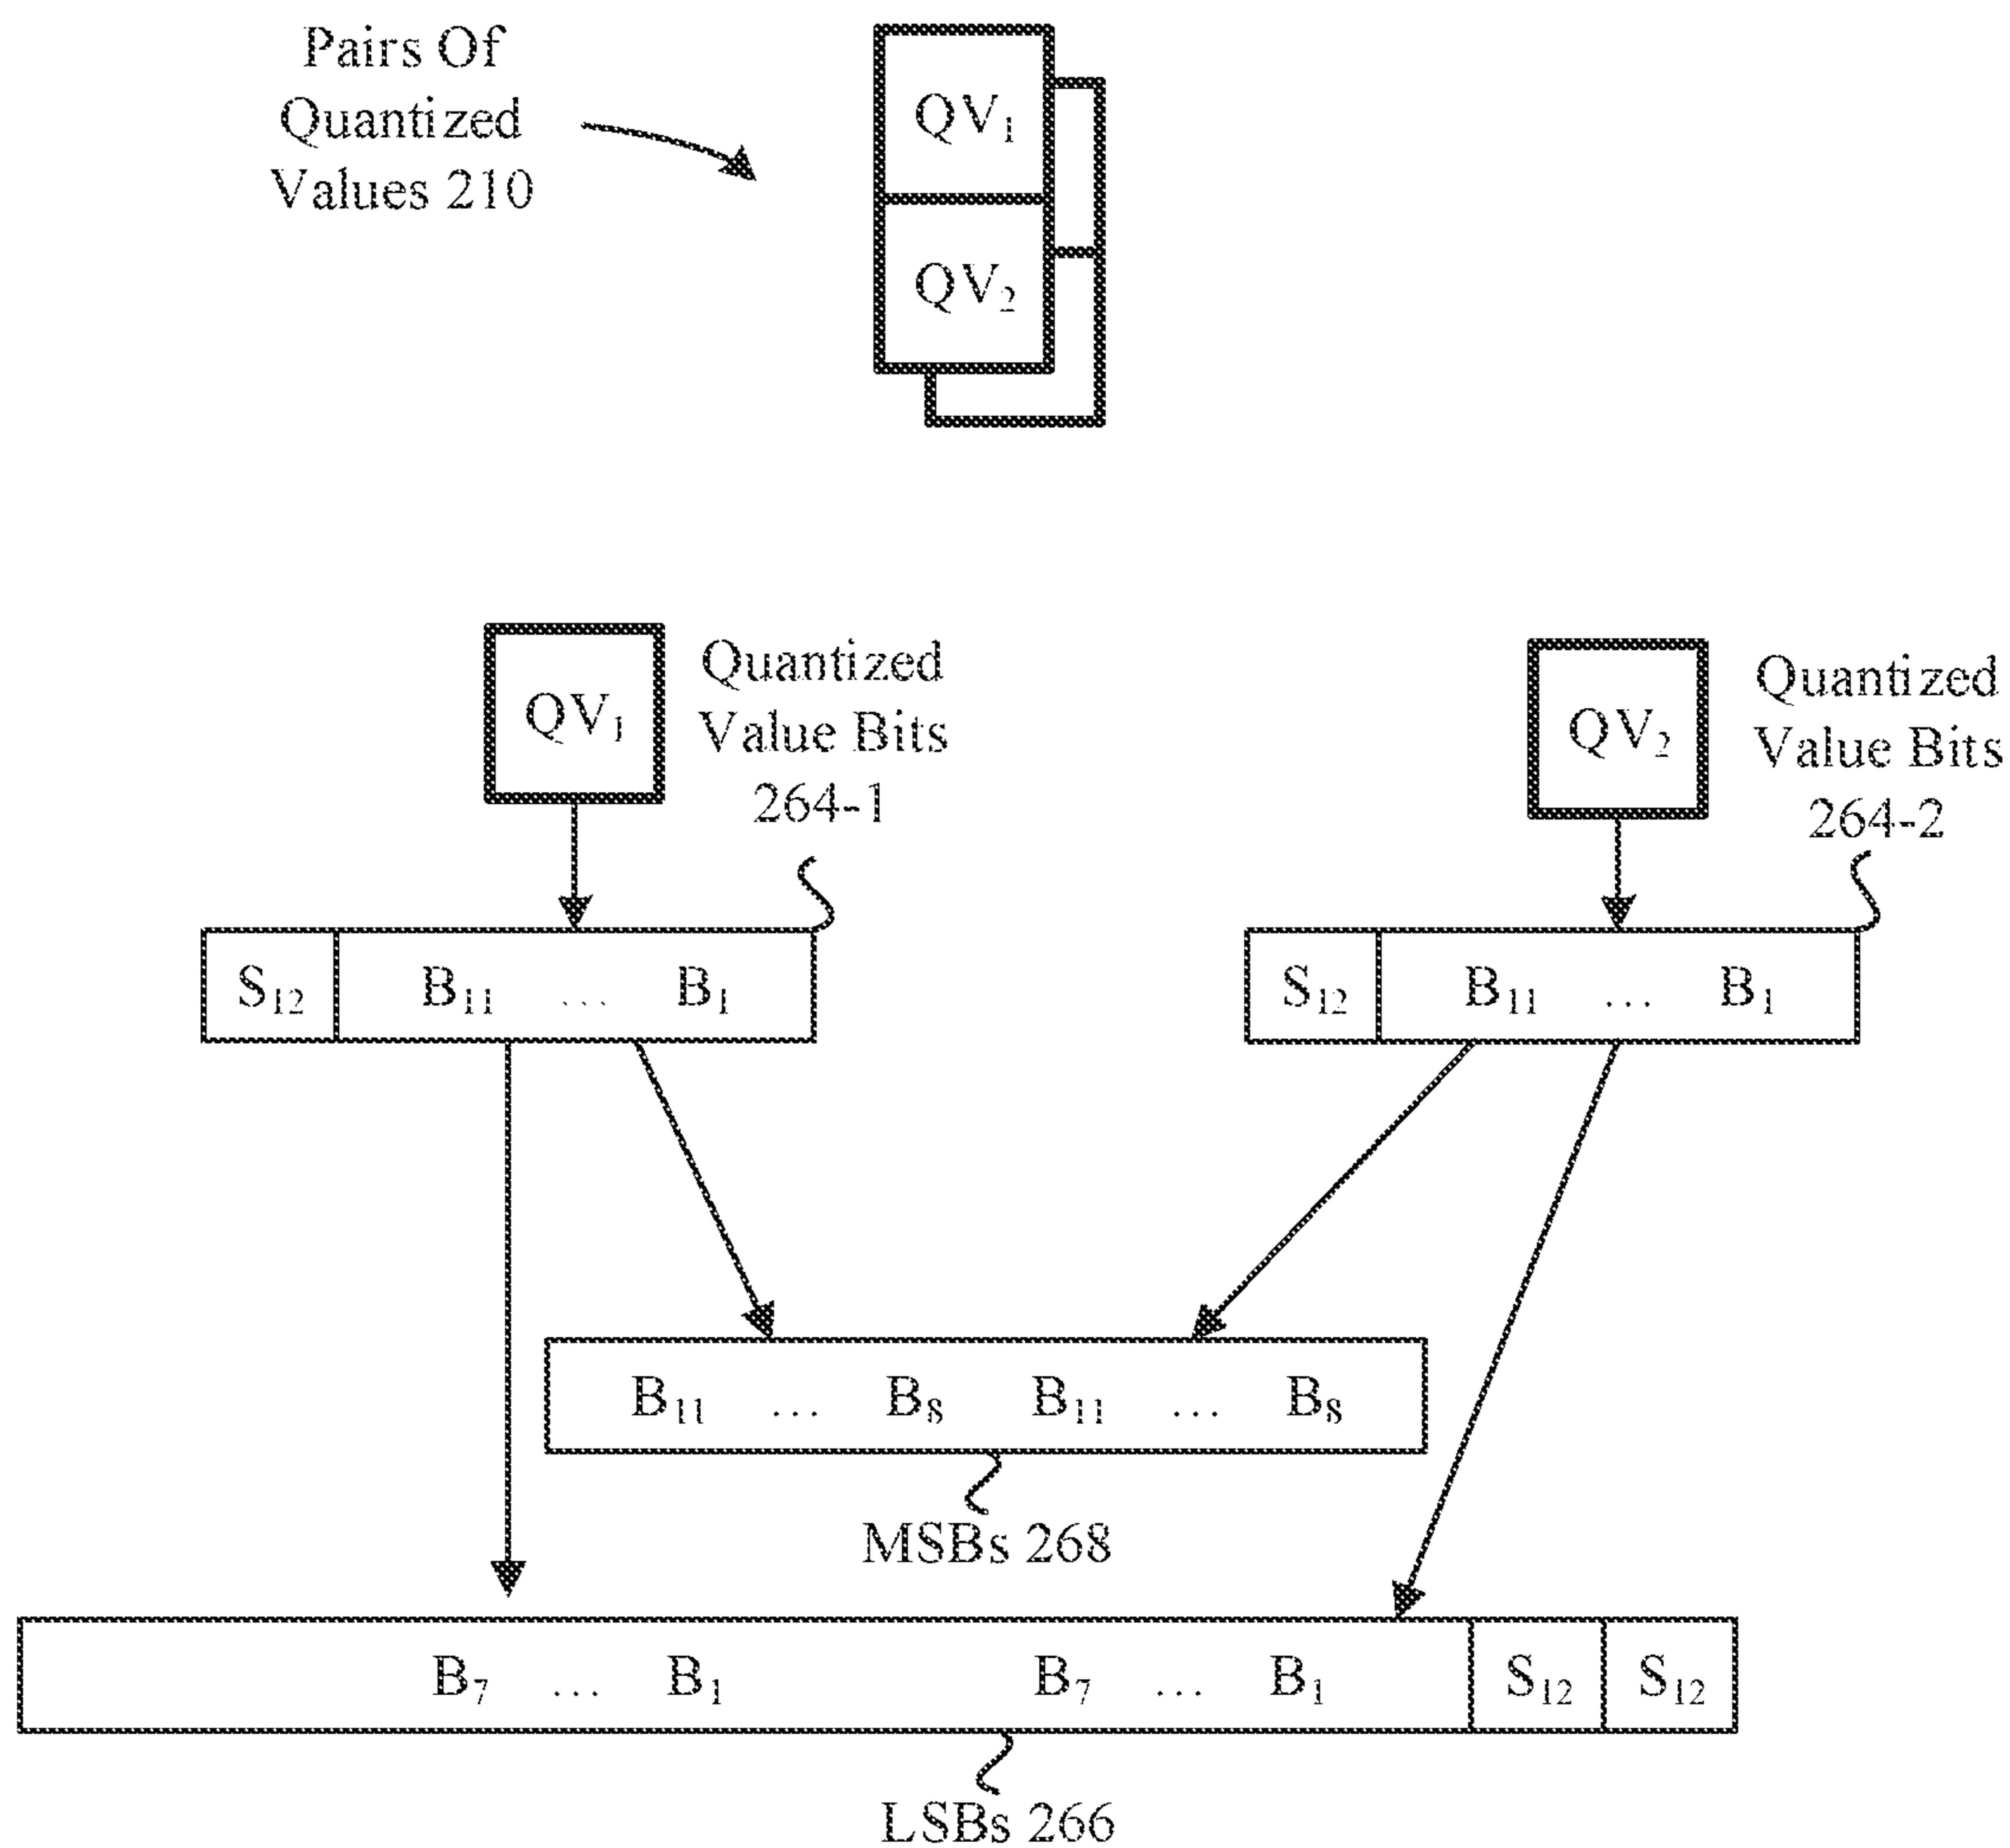 Pairs Of
Quantized
Values 210
QV₁
QV₂
QV₁
Quantized
Value Bits
264-1
QV₂
Quantized
Value Bits
264-2
S₁₂ B₁₁ … B₁
S₁₂ B₁₁ … B₁
B₁₁ … B₈ B₁₁ … B₈
MSBs 268
B₇ … B₁ B₇ … B₁ S₁₂ S₁₂
LSBs 266